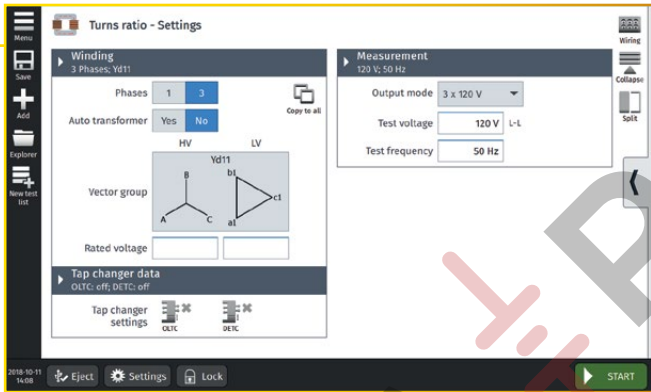 Menu
Turns ratio - Settings
Wiring
Save
Winding
3 Phases; Yd11
Measurement
120 V; 50 Hz
Collapse
Add
Phases 1 3
Copy to all
Output mode 3 x 120 V
Split
Auto transformer Yes No
Test voltage 120 V L-L
Explorer
HV LV
Test frequency 50 Hz
New test
list
Yd11
B b1
Vector group
c1
A C a1
Rated voltage
Tap changer data
OLTC: off; DETC: off
Tap changer
settings
OLTC DETC
2018-10-11
14:08
Eject Settings Lock START
P